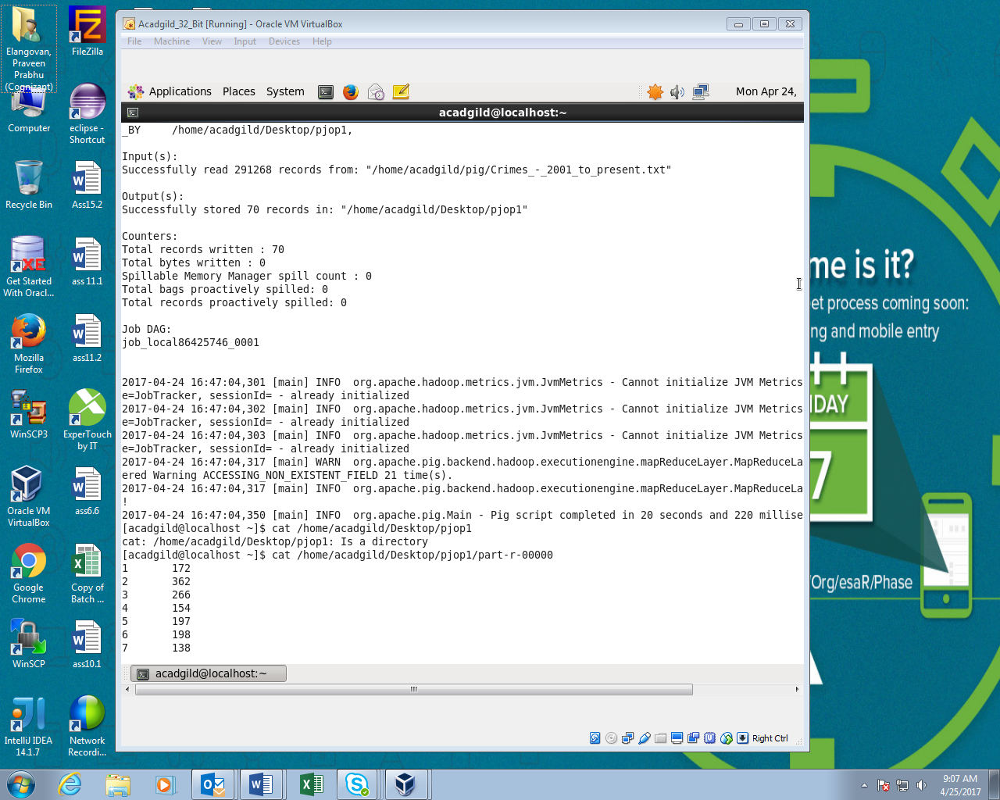 Acadgild_32_Bit [Running] - Oracle VM VirtualBox
File Machine View Input Devices Help
Applications Places System
Mon Apr 24,
acadgild@localhost:~
_BY /home/acadgild/Desktop/pjop1,
Input(s):
Successfully read 291268 records from: "/home/acadgild/pig/Crimes_-_2001_to_present.txt"
Output(s):
Successfully stored 70 records in: "/home/acadgild/Desktop/pjop1"
Counters:
Total records written : 70
Total bytes written : 0
Spillable Memory Manager spill count : 0
Total bags proactively spilled: 0
Total records proactively spilled: 0
Job DAG:
job_local86425746_0001
2017-04-24 16:47:04,301 [main] INFO  org.apache.hadoop.metrics.jvm.JvmMetrics - Cannot initialize JVM Metrics
e=JobTracker, sessionId= - already initialized
2017-04-24 16:47:04,302 [main] INFO  org.apache.hadoop.metrics.jvm.JvmMetrics - Cannot initialize JVM Metrics
e=JobTracker, sessionId= - already initialized
2017-04-24 16:47:04,303 [main] INFO  org.apache.hadoop.metrics.jvm.JvmMetrics - Cannot initialize JVM Metrics
e=JobTracker, sessionId= - already initialized
2017-04-24 16:47:04,317 [main] WARN  org.apache.pig.backend.hadoop.executionengine.mapReduceLayer.MapReduceLa
ered Warning ACCESSING_NON_EXISTENT_FIELD 21 time(s).
2017-04-24 16:47:04,317 [main] INFO  org.apache.pig.backend.hadoop.executionengine.mapReduceLayer.MapReduceLa
!
2017-04-24 16:47:04,350 [main] INFO  org.apache.pig.Main - Pig script completed in 20 seconds and 220 millise
[acadgild@localhost ~]$ cat /home/acadgild/Desktop/pjop1
cat: /home/acadgild/Desktop/pjop1: Is a directory
[acadgild@localhost ~]$ cat /home/acadgild/Desktop/pjop1/part-r-00000
1 172
2 362
3 266
4 154
5 197
6 198
7 138
acadgild@localhost:~
Right Ctrl
Elangovan,
Praveen
Prabhu
(Cognizant)
FileZilla
Computer
eclipse -
Shortcut
Recycle Bin
Ass15.2
Get Started
With Oracl...
ass 11.1
Mozilla
Firefox
ass11.2
WinSCP3
ExperTouch
by IT
Oracle VM
VirtualBox
ass6.6
Google
Chrome
Copy of
Batch ...
WinSCP
ass10.1
IntelliJ IDEA
14.1.7
Network
Recordi...
me is it?
et process coming soon:
ng and mobile entry
DAY
7
/Org/esaR/Phase
9:07 AM
4/25/2017